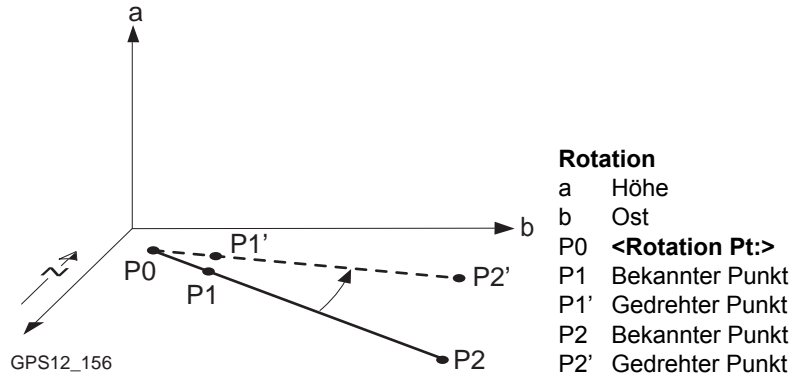 a
b
P0
P1
P1'
P2'
P2
N
GPS12_156
Rotation
a Höhe
b Ost
P0 <Rotation Pt:>
P1 Bekannter Punkt
P1' Gedrehter Punkt
P2 Bekannter Punkt
P2' Gedrehter Punkt